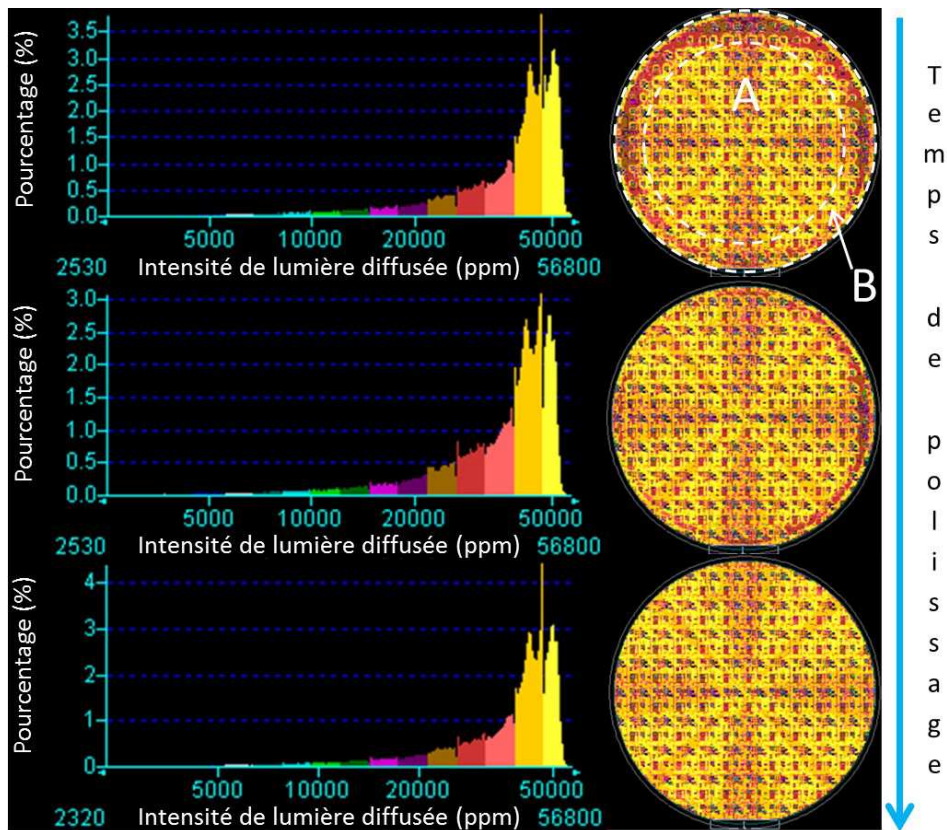 Pourcentage (%)
3.5
3.0
2.5
2.0
1.5
1.0
0.5
0.0
5000 10000 20000 50000
2530 Intensité de lumière diffusée (ppm) 56800
A
B
Pourcentage (%)
3.0
2.5
2.0
1.5
1.0
0.5
0.0
5000 10000 20000 50000
2530 Intensité de lumière diffusée (ppm) 56800
Pourcentage (%)
4
3
2
1
0
5000 10000 20000 50000
2320 Intensité de lumière diffusée (ppm) 56800
Temps de polissage